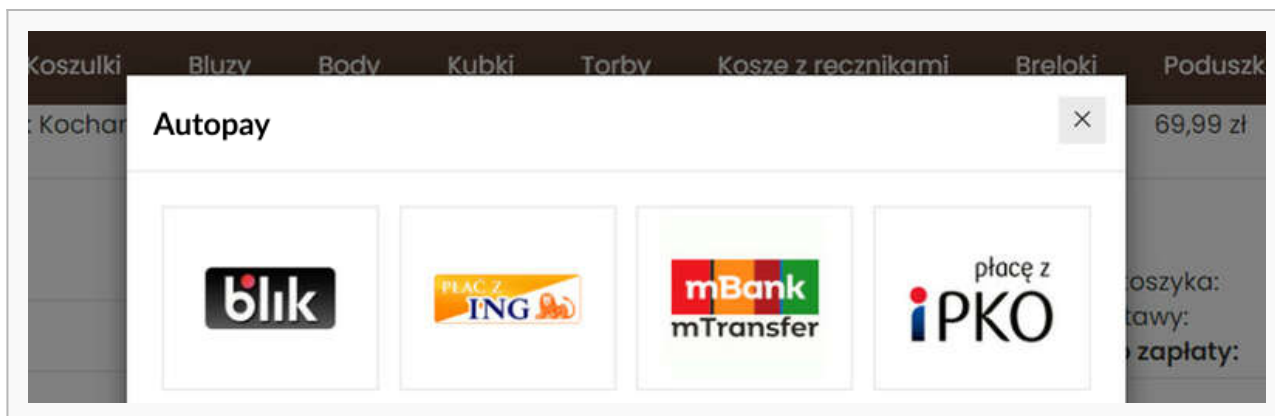 Koszulki Bluzy Body Kubki Torby Kosze z recznikami Breloki Poduszk
: Kochar
Autopay
×
69,99 zł
blik
PŁAĆ Z
ING
mBank
mTransfer
płacę z
iPKO
oszyka:
tawy:
o zapłaty: